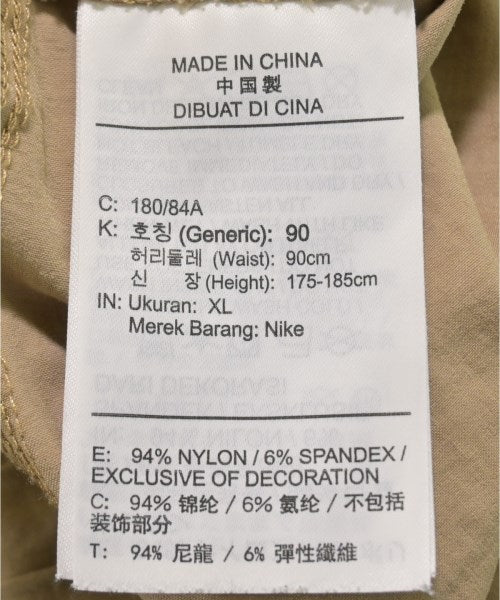 MADE IN CHINA
中国製
DIBUAT DI CINA
C: 180/84A
K: 호칭 (Generic): 90
허리둘레 (Waist): 90cm
신 장 (Height): 175-185cm
IN: Ukuran: XL
Merek Barang: Nike
E: 94% NYLON / 6% SPANDEX /
EXCLUSIVE OF DECORATION
C: 94% 锦纶 / 6% 氨纶 / 不包括
装饰部分
T: 94% 尼龍 / 6% 彈性纖維